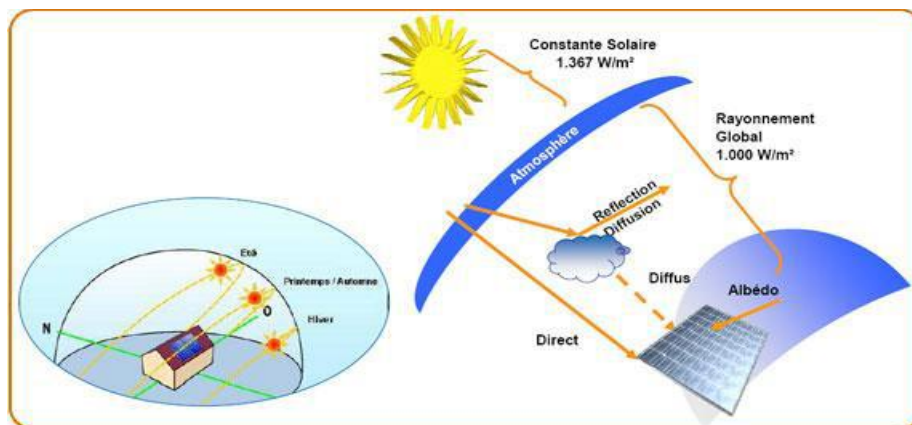 Constante Solaire
1.367 W/m²
Rayonnement
Global
1.000 W/m²
Atmosphère
Reflection
Diffusion
Diffus
Albédo
Direct
Eté
Printemps / Automne
O
N
Hiver